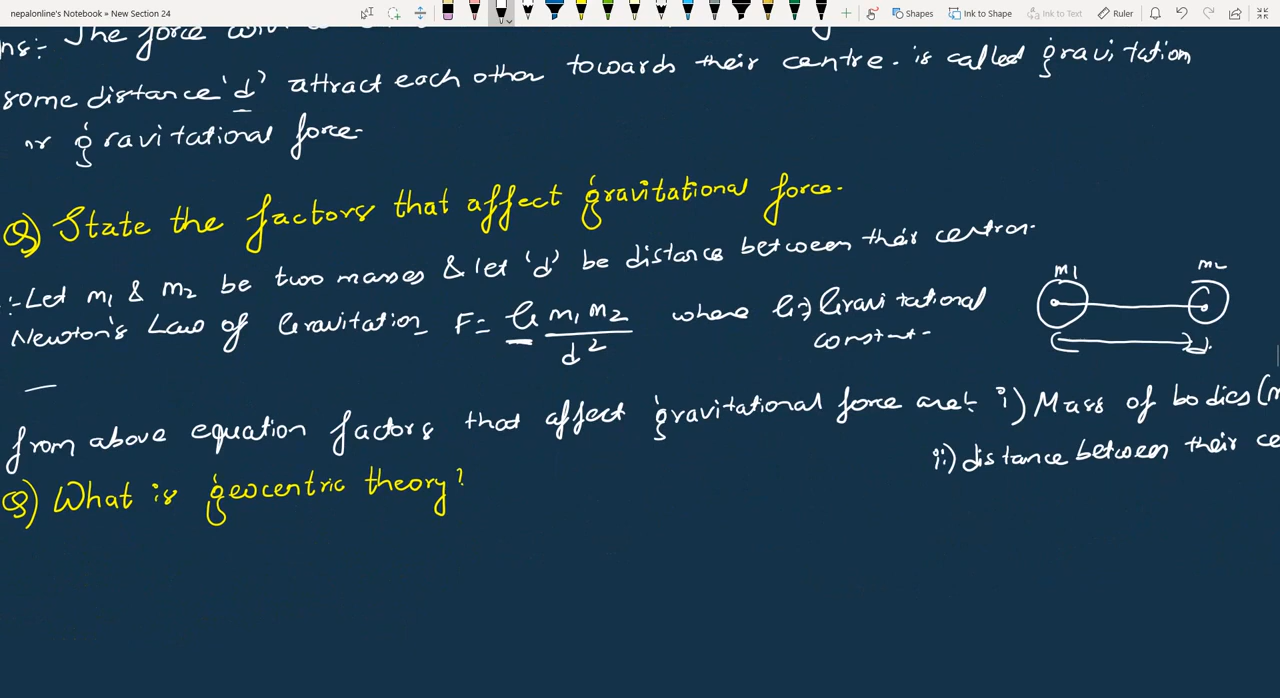 nepalonline's Notebook » New Section 24
Shapes Ink to Shape Ink to Text Ruler
ns:- The force
some distance 'd' attract each other towards their centre. is called gravitation
or gravitational force.
Q) State the factors that affect gravitational force.
:- Let m1 & m2 be two masses & let 'd' be distance between their
m1 m2
Newton's Law of Gravitation F = G m1 m2 / d² where G → Gravitational
constant.
d.
from above equation factors that affect gravitational force are:- i) Mass of bodies (m
ii) distance between their ce
Q) What is geocentric theory?